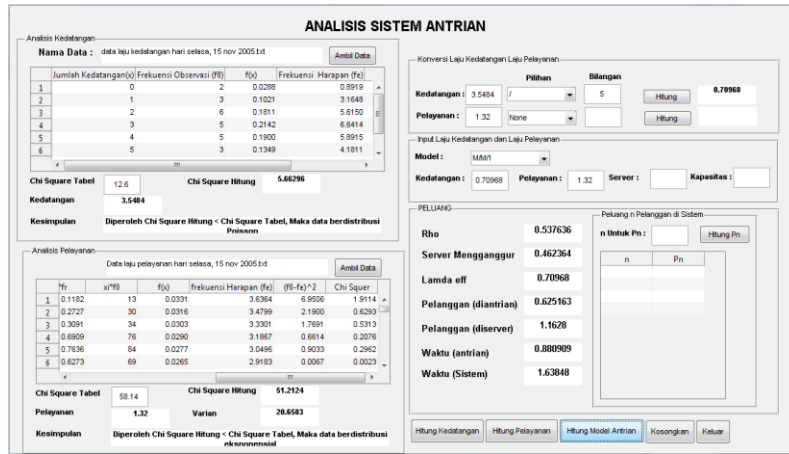 ANALISIS SISTEM ANTRIAN
Analisis Kedatangan
Nama Data : data laju kedatangan hari selasa, 15 nov 2005.txt Ambil Data
Jumlah Kedatangan(x) Frekuensi Observasi (f0) f(x) Frekuensi Harapan (fe)
1 0 2 0.0288 0.8919
2 1 3 0.1021 3.1648
3 2 6 0.1811 5.6150
4 3 5 0.2142 6.6414
5 4 5 0.1900 5.8915
6 5 3 0.1349 4.1811
Chi Square Tabel 12.6 Chi Square Hitung 5.66296
Kedatangan 3.5484
Kesimpulan Diperoleh Chi Square Hitung < Chi Square Tabel, Maka data berdistribusi
Poisson
Analisis Pelayanan
Data laju pelayanan hari selasa, 15 nov 2005.txt Ambil Data
*fr xi*f0 f(x) frekuensi Harapan (fe) (f0-fe)^2 Chi Squer
1 0.1182 13 0.0331 3.6364 6.9506 1.9114
2 0.2727 30 0.0316 3.4799 2.1900 0.6293
3 0.3091 34 0.0303 3.3301 1.7691 0.5313
4 0.6909 76 0.0290 3.1867 0.6614 0.2076
5 0.7636 84 0.0277 3.0496 0.9033 0.2962
6 0.6273 69 0.0265 2.9183 0.0067 0.0023
Chi Square Tabel 58.14 Chi Square Hitung 51.2124
Pelayanan 1.32 Varian 20.6583
Kesimpulan Diperoleh Chi Square Hitung < Chi Square Tabel, Maka data berdistribusi
eksponensial
Konversi Laju Kedatangan Laju Pelayanan
Pilihan Bilangan
Kedatangan : 3.5484 / 5 Hitung 0.70968
Pelayanan : 1.32 None Hitung
Input Laju Kedatangan dan Laju Pelayanan
Model : M/M/1
Kedatangan : 0.70968 Pelayanan : 1.32 Server : Kapasitas :
PELUANG
Rho 0.537636
Server Mengganggur 0.462364
Lamda eff 0.70968
Pelanggan (diantrian) 0.625163
Pelanggan (diserver) 1.1628
Waktu (antrian) 0.880909
Waktu (Sistem) 1.63848
Peluang n Pelanggan di Sistem
n Untuk Pn : Hitung Pn
n Pn
Hitung Kedatangan Hitung Pelayanan Hitung Model Antrian Kosongkan Keluar